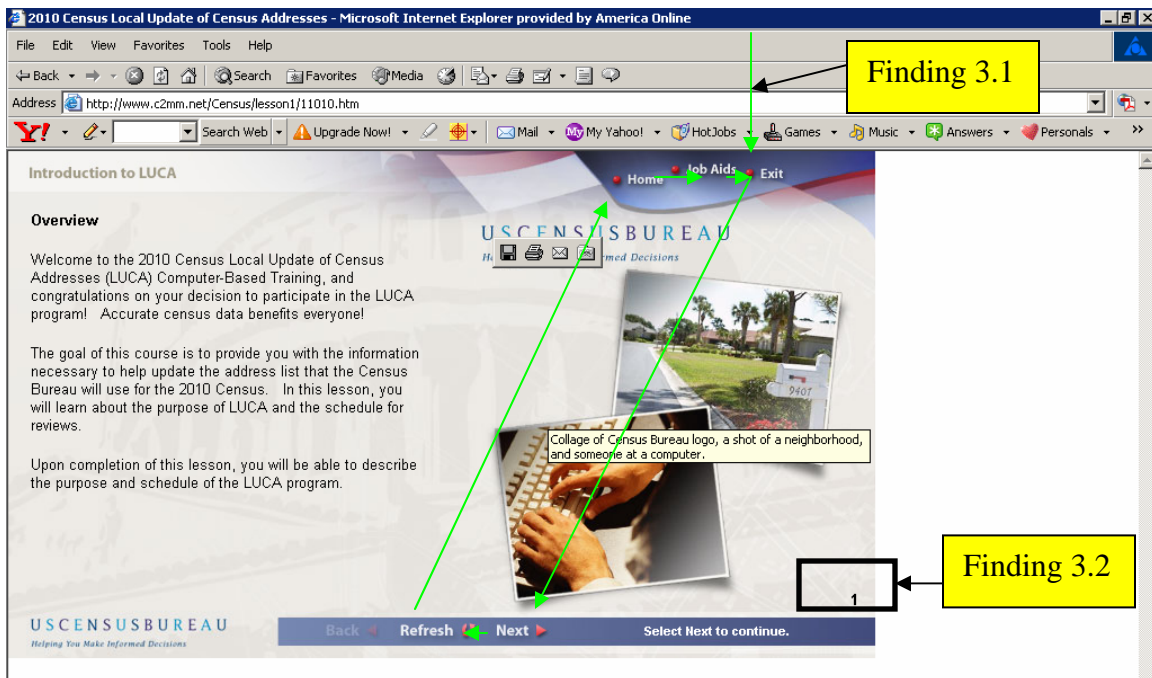 2010 Census Local Update of Census Addresses - Microsoft Internet Explorer provided by America Online
File Edit View Favorites Tools Help
Back Search Favorites Media
Finding 3.1
Address http://www.c2mm.net/Census/lesson1/11010.htm
Y! Search Web Upgrade Now! Mail My My Yahoo! HotJobs Games Music Answers Personals »
Introduction to LUCA
Home Job Aids Exit
Overview
USCENSUSBUREAU
med Decisions
Welcome to the 2010 Census Local Update of Census
Addresses (LUCA) Computer-Based Training, and
congratulations on your decision to participate in the LUCA
program! Accurate census data benefits everyone!
The goal of this course is to provide you with the information
necessary to help update the address list that the Census
Bureau will use for the 2010 Census. In this lesson, you
will learn about the purpose of LUCA and the schedule for
reviews.
9407
Collage of Census Bureau logo, a shot of a neighborhood,
and someone at a computer.
Upon completion of this lesson, you will be able to describe
the purpose and schedule of the LUCA program.
Finding 3.2
1
USCENSUSBUREAU
Helping You Make Informed Decisions
Back Refresh Next Select Next to continue.